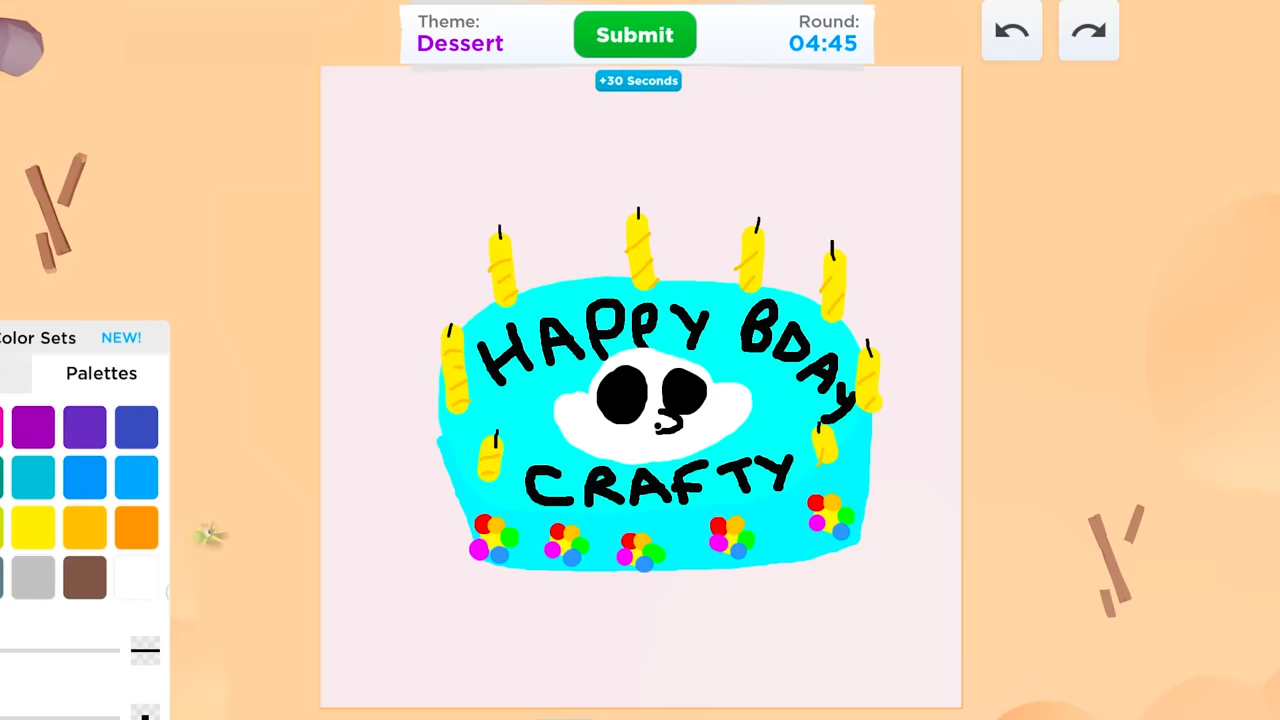 Theme:
Dessert
Submit
Round:
04:45
+30 Seconds
HAPPY BDAy
CRAFTY
Color Sets NEW!
Palettes